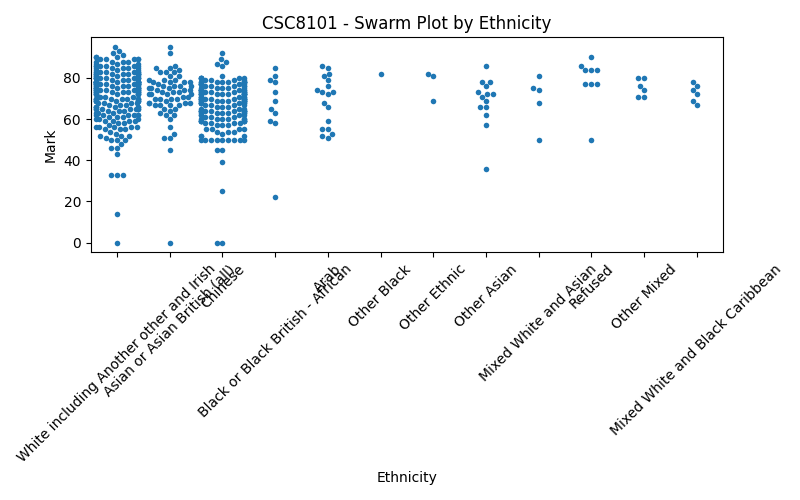 CSC8101 - Swarm Plot by Ethnicity
Mark
80
60
40
20
0
White including Another other and Irish
Asian or Asian British (all)
Chinese
Black or Black British - African
Arab
Other Black
Other Ethnic
Other Asian
Mixed White and Asian
Refused
Other Mixed
Mixed White and Black Caribbean
Ethnicity